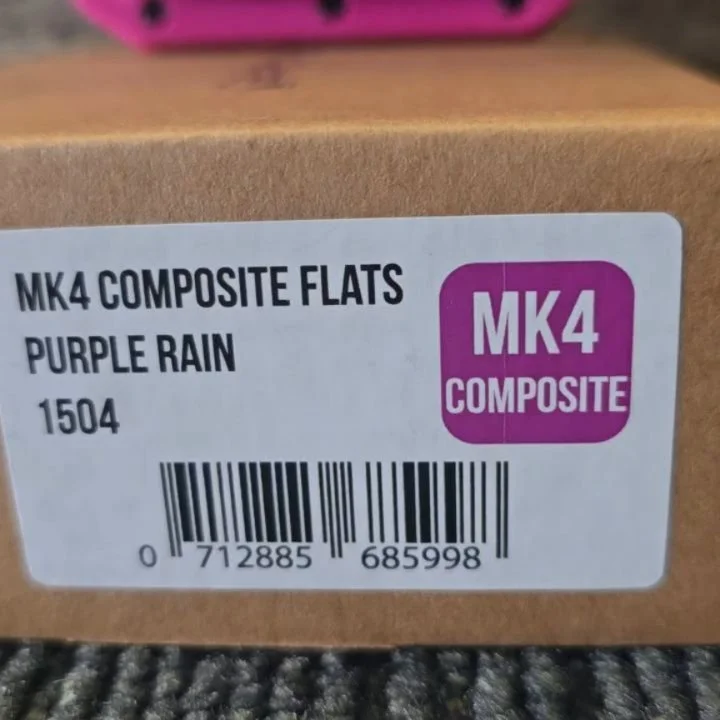 MK4 COMPOSITE FLATS
PURPLE RAIN
1504
MK4
COMPOSITE
0 712885 685998